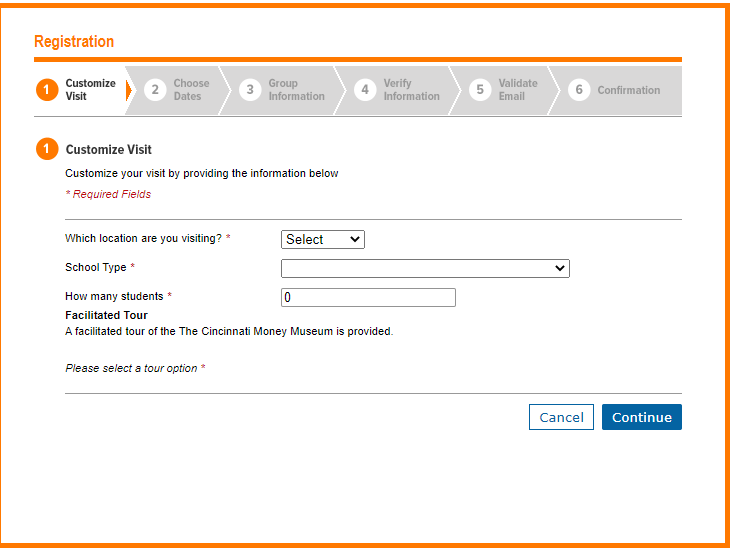 Registration
1 Customize Visit
2 Choose Dates
3 Group Information
4 Verify Information
5 Validate Email
6 Confirmation
1 Customize Visit
Customize your visit by providing the information below
* Required Fields
Which location are you visiting? * Select
School Type *
How many students * 0
Facilitated Tour
A facilitated tour of the The Cincinnati Money Museum is provided.
Please select a tour option *
Cancel Continue